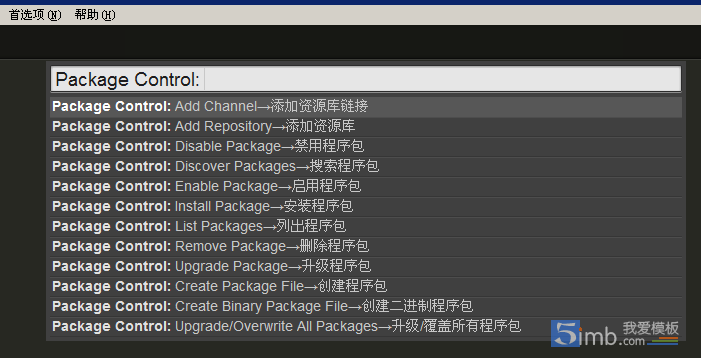 首选项(N) 帮助(H)
Package Control:
Package Control: Add Channel→添加资源库链接
Package Control: Add Repository→添加资源库
Package Control: Disable Package→禁用程序包
Package Control: Discover Packages→搜索程序包
Package Control: Enable Package→启用程序包
Package Control: Install Package→安装程序包
Package Control: List Packages→列出程序包
Package Control: Remove Package→删除程序包
Package Control: Upgrade Package→升级程序包
Package Control: Create Package File→创建程序包
Package Control: Create Binary Package File→创建二进制程序包
Package Control: Upgrade/Overwrite All Packages→升级/覆盖所有程序包
5imb.com 我爱模板